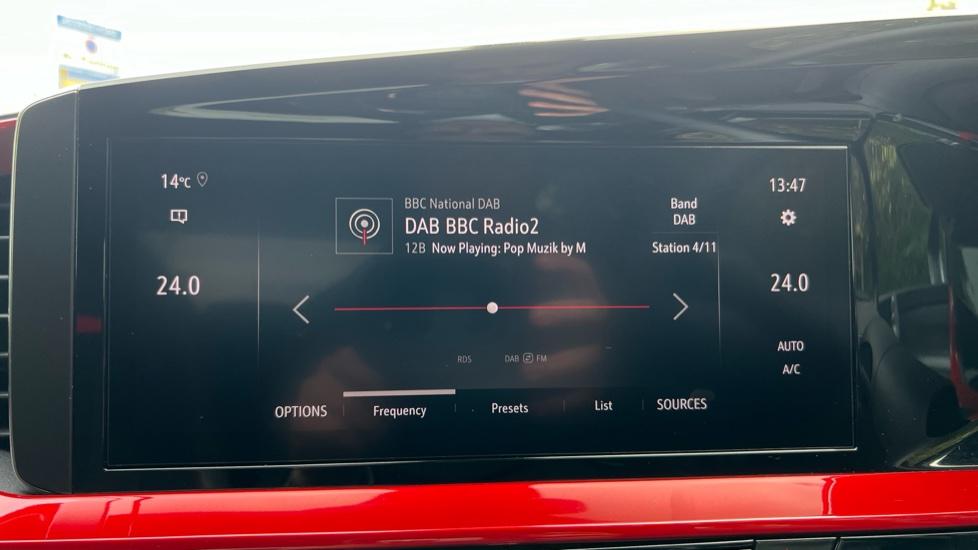 14°C
24.0
BBC National DAB
DAB BBC Radio2
12B Now Playing: Pop Muzik by M
Band
DAB
Station 4/11
RDS
DAB FM
OPTIONS
Frequency
Presets
List
SOURCES
13:47
24.0
AUTO
A/C